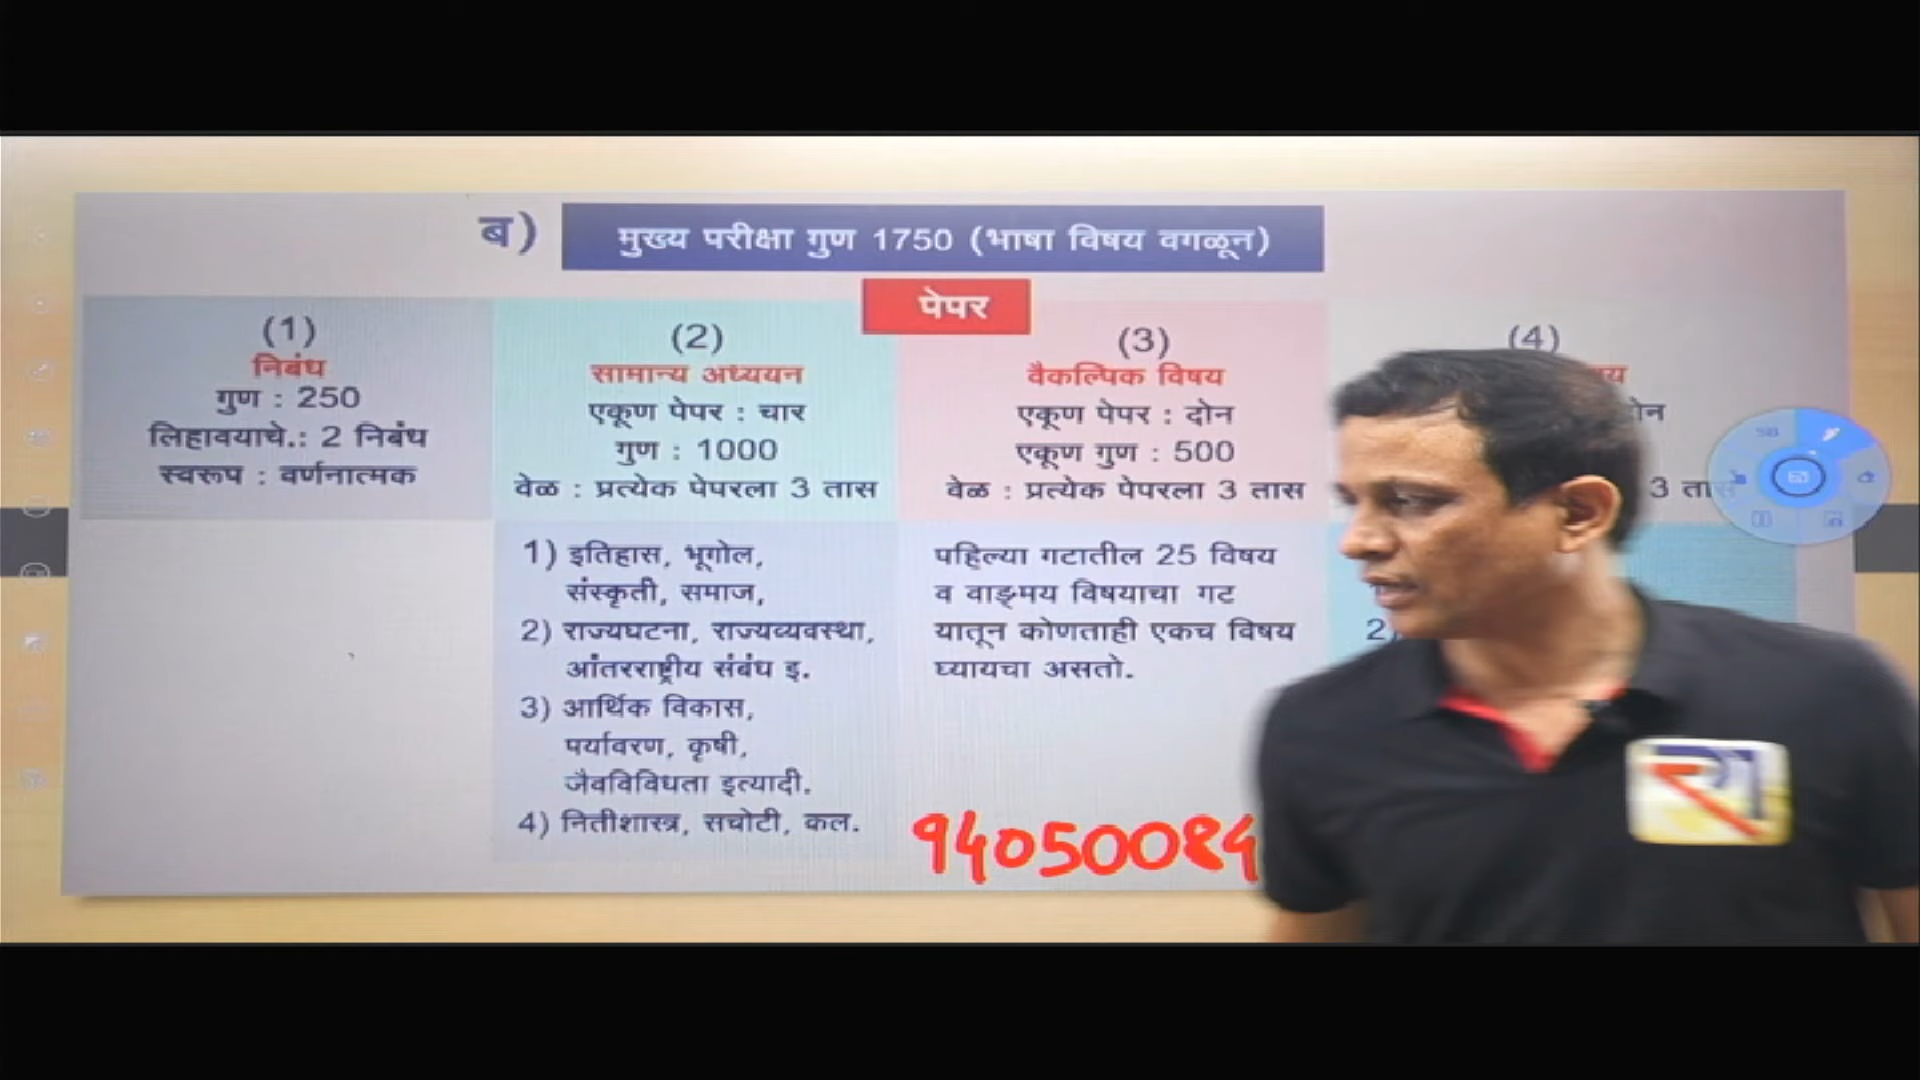 ब) मुख्य परीक्षा गुण 1750 (भाषा विषय वगळून)
पेपर
(1)
निबंध
गुण : 250
लिहावयाचे.: 2 निबंध
स्वरूप : वर्णनात्मक
(2)
सामान्य अध्ययन
एकूण पेपर : चार
गुण : 1000
वेळ : प्रत्येक पेपरला 3 तास
1) इतिहास, भूगोल,
संस्कृती, समाज,
2) राज्यघटना, राज्यव्यवस्था,
आंतरराष्ट्रीय संबंध इ.
3) आर्थिक विकास,
पर्यावरण, कृषी,
जैवविविधता इत्यादी.
4) नितीशास्त्र, सचोटी, कल.
(3)
वैकल्पिक विषय
एकूण पेपर : दोन
एकूण गुण : 500
वेळ : प्रत्येक पेपरला 3 तास
पहिल्या गटातील 25 विषय
व वाङ्मय विषयाचा गट
यातून कोणताही एकच विषय
घ्यायचा असतो.
९४०५००८४
(4)
3 तास
2)